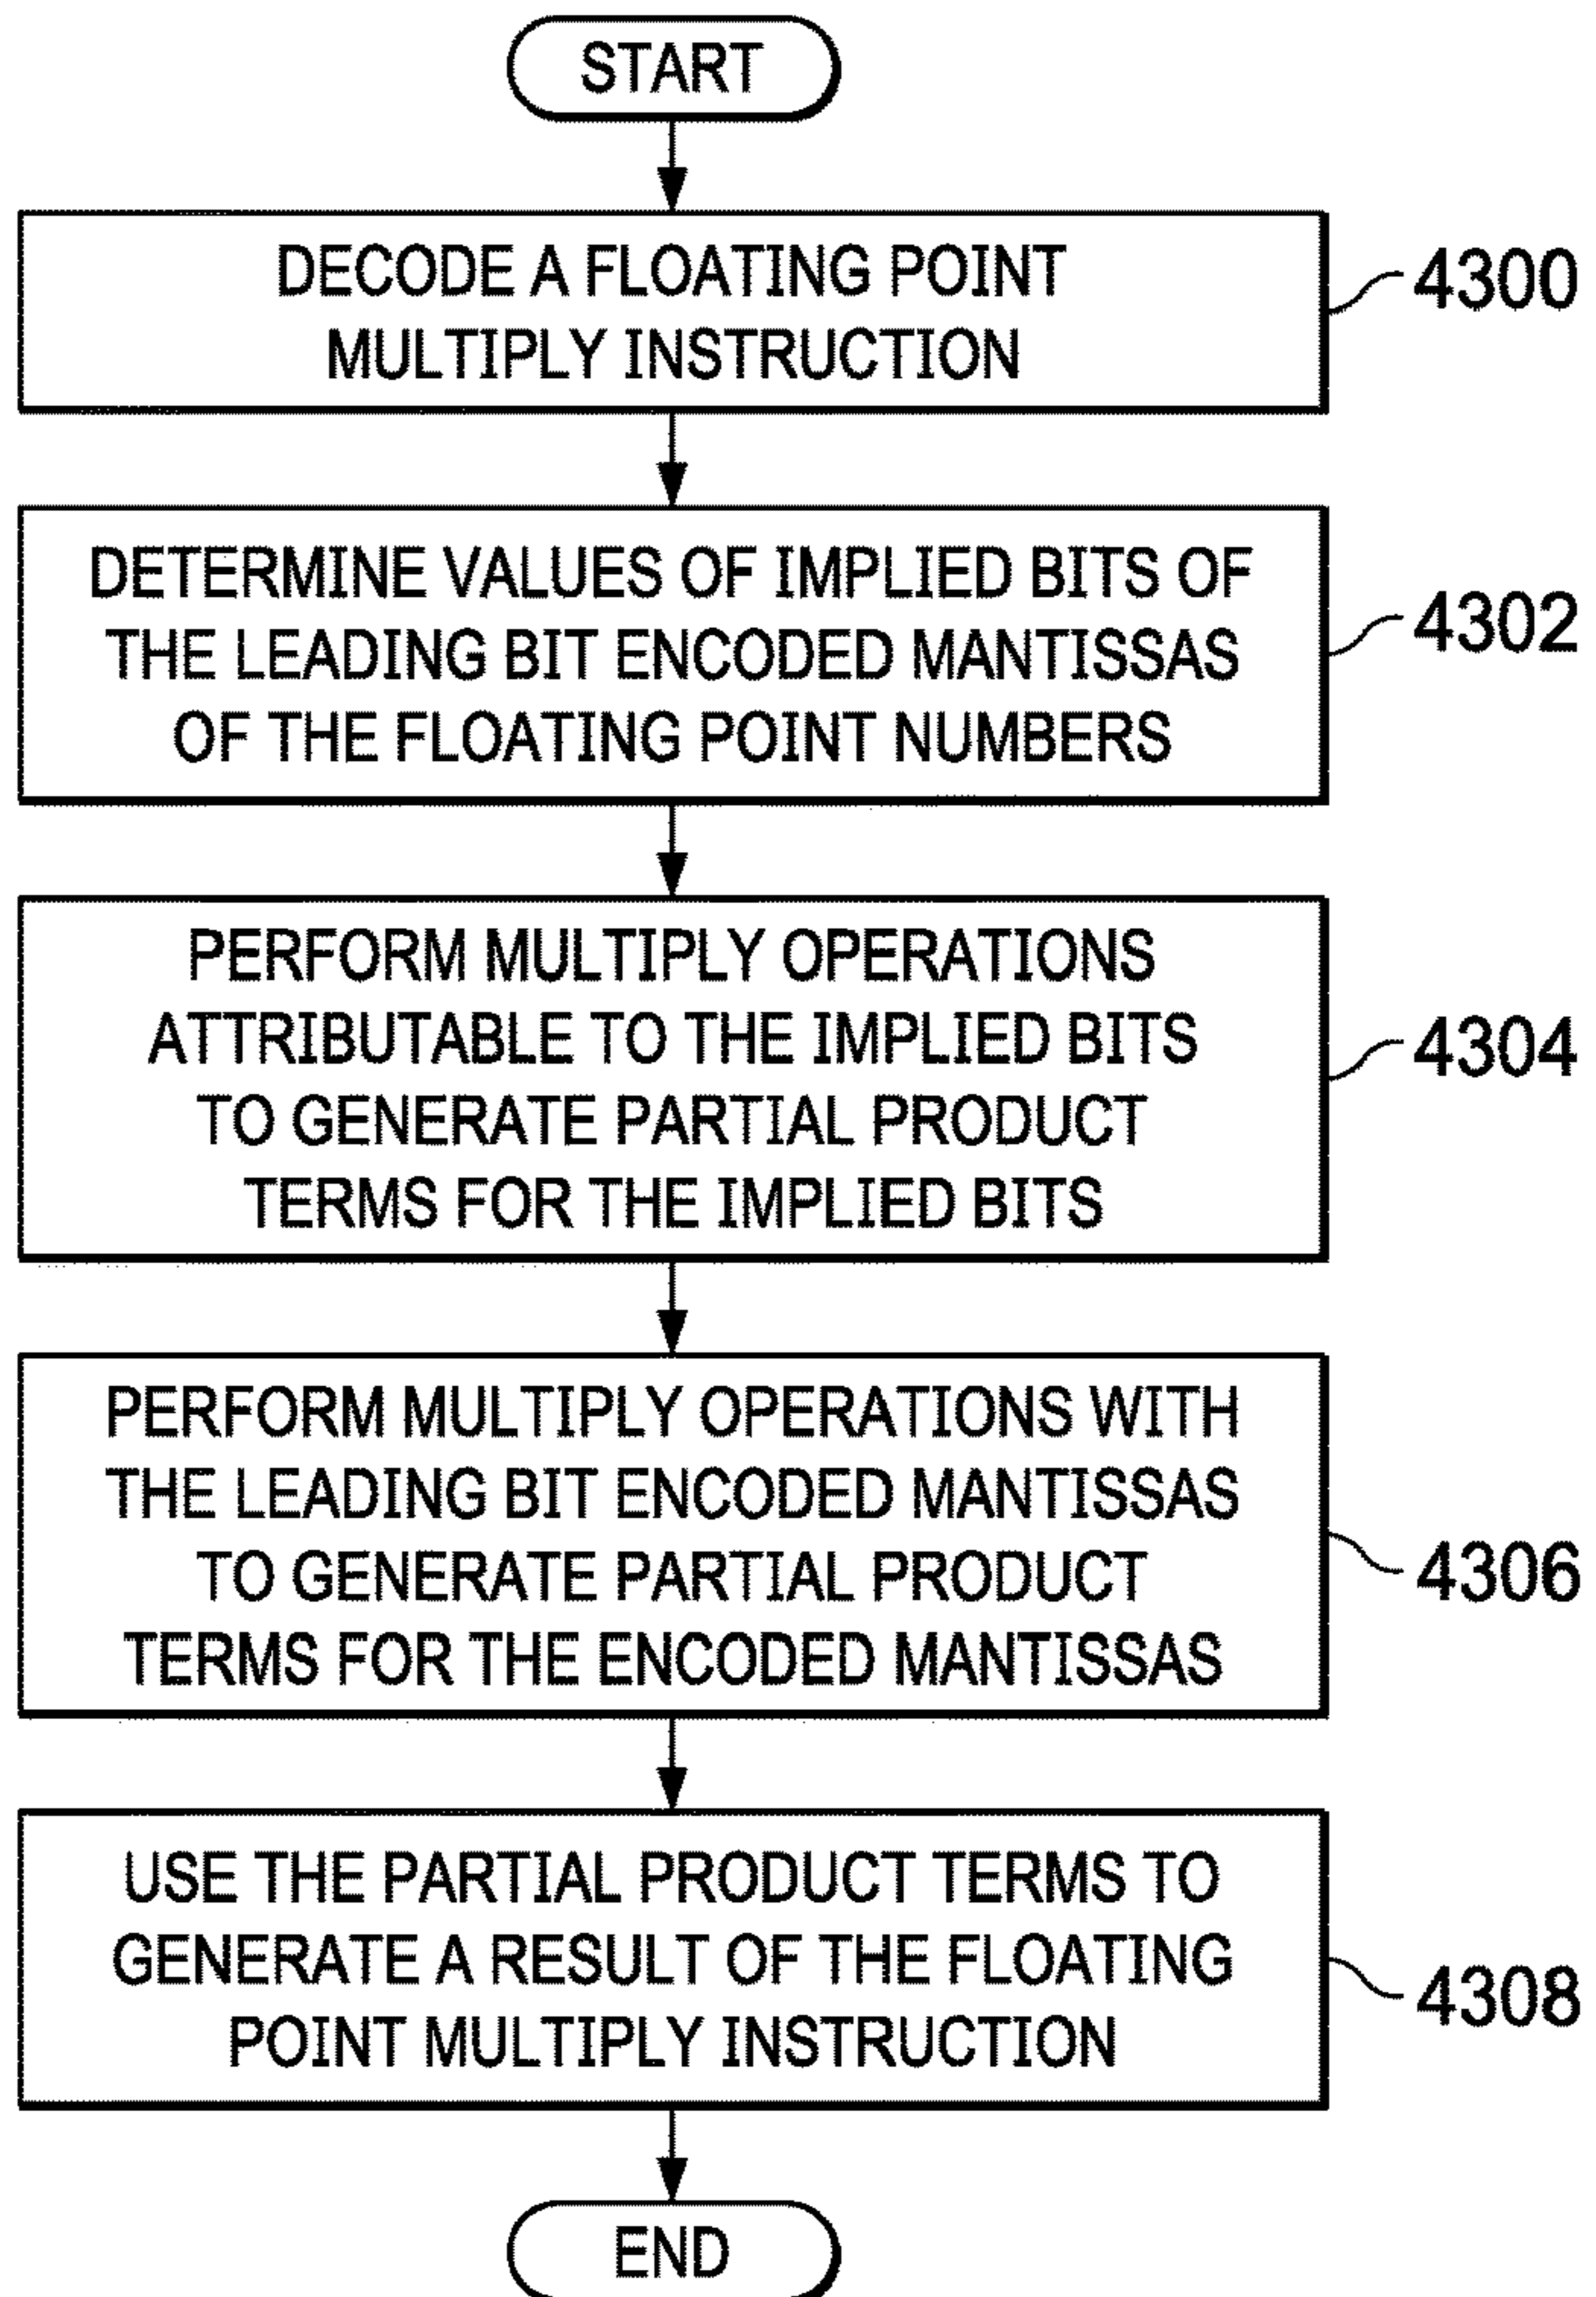 START
DECODE A FLOATING POINT
MULTIPLY INSTRUCTION
4300
DETERMINE VALUES OF IMPLIED BITS OF
THE LEADING BIT ENCODED MANTISSAS
OF THE FLOATING POINT NUMBERS
4302
PERFORM MULTIPLY OPERATIONS
ATTRIBUTABLE TO THE IMPLIED BITS
TO GENERATE PARTIAL PRODUCT
TERMS FOR THE IMPLIED BITS
4304
PERFORM MULTIPLY OPERATIONS WITH
THE LEADING BIT ENCODED MANTISSAS
TO GENERATE PARTIAL PRODUCT
TERMS FOR THE ENCODED MANTISSAS
4306
USE THE PARTIAL PRODUCT TERMS TO
GENERATE A RESULT OF THE FLOATING
POINT MULTIPLY INSTRUCTION
4308
END